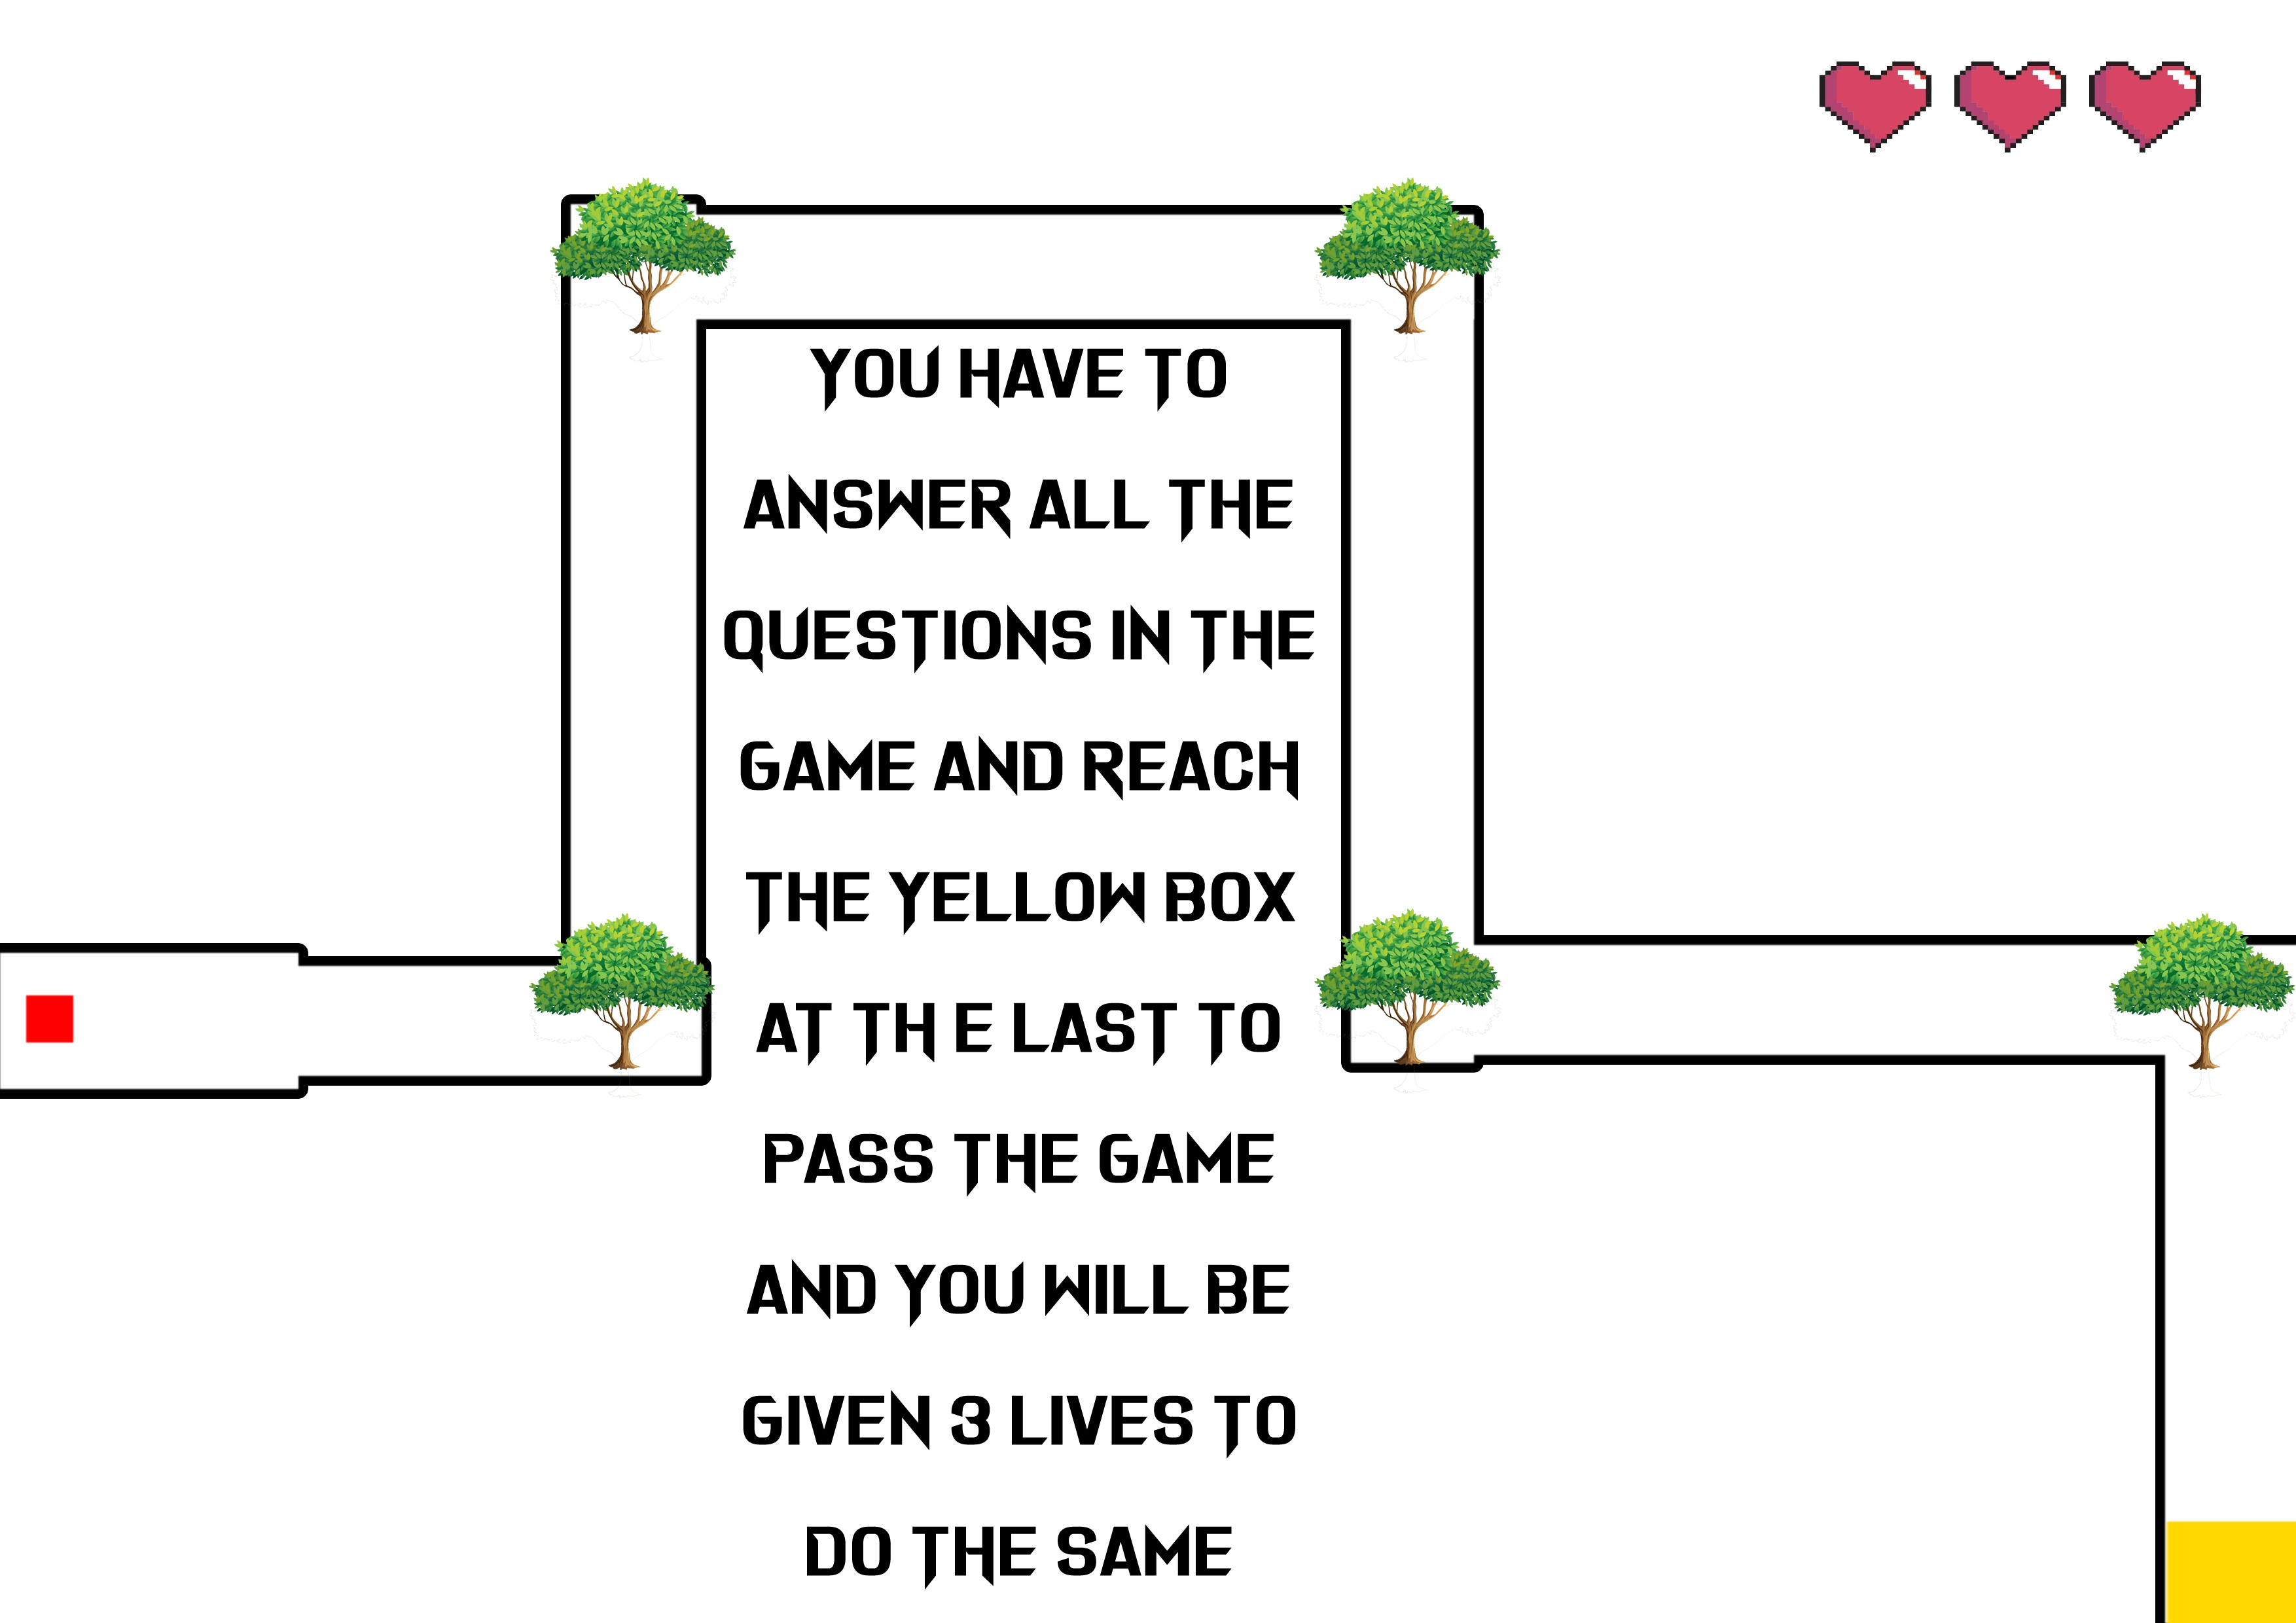 YOU HAVE TO
ANSWER ALL THE
QUESTIONS IN THE
GAME AND REACH
THE YELLOW BOX
AT TH E LAST TO
PASS THE GAME
AND YOU WILL BE
GIVEN 3 LIVES TO
DO THE SAME